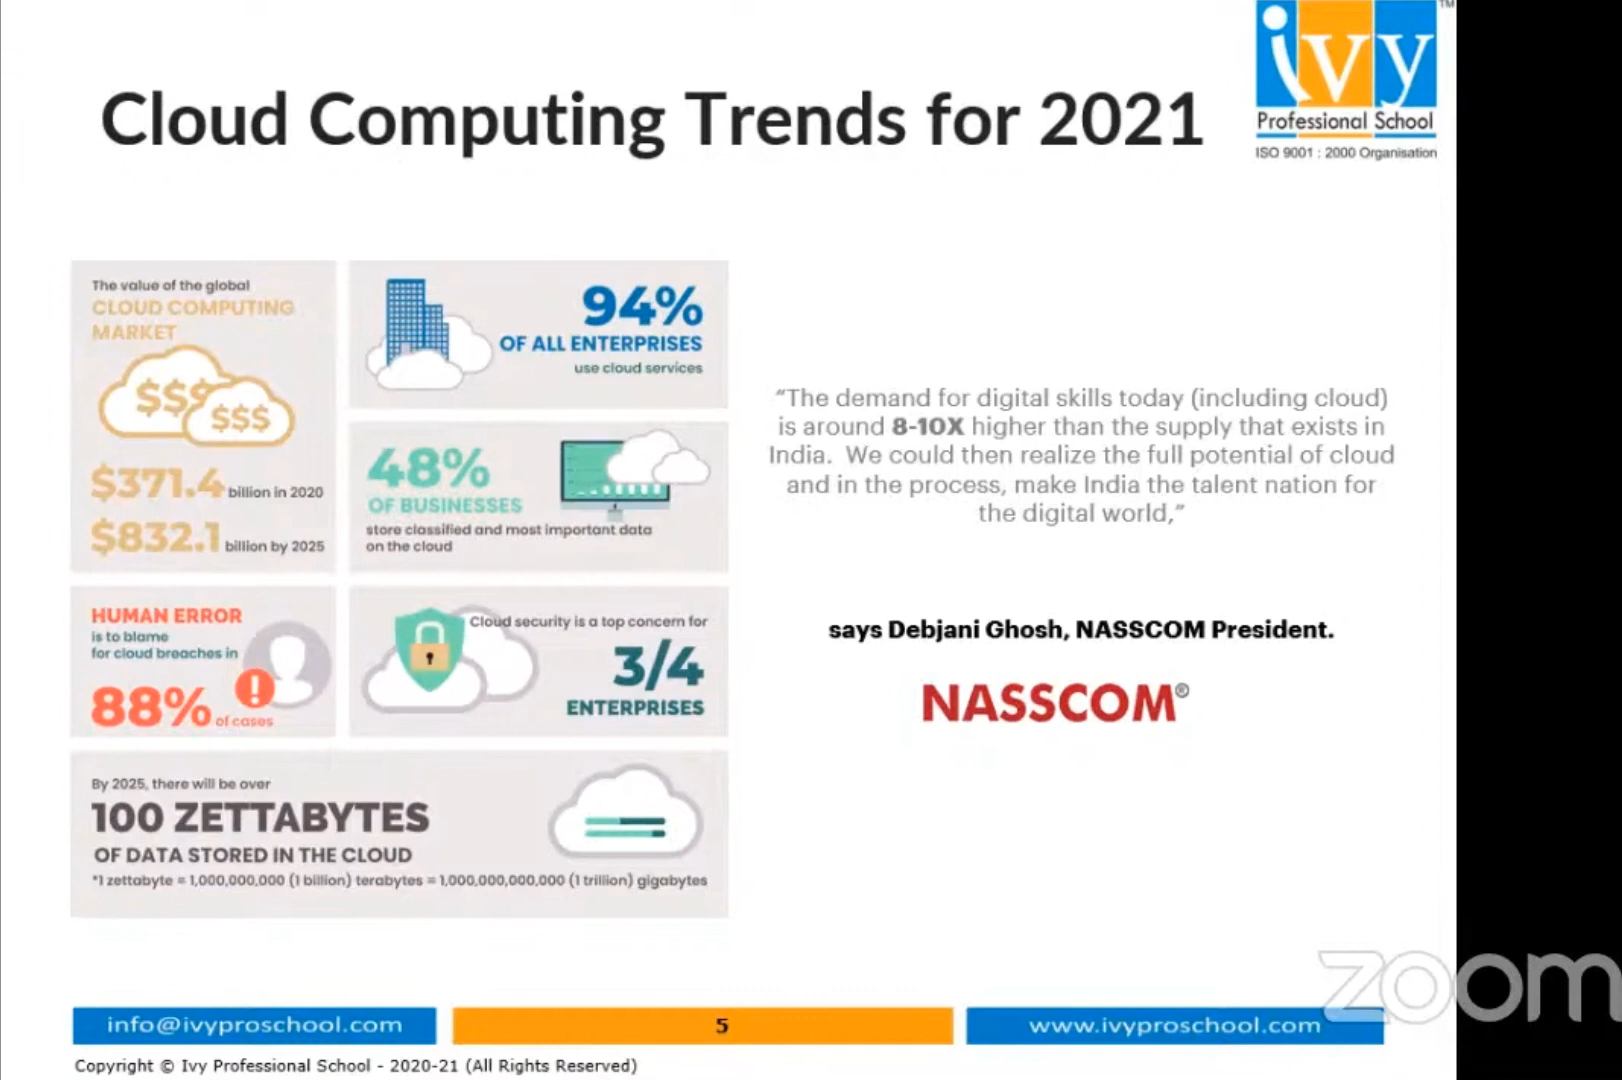 ivy
TM
Professional School
ISO 9001 : 2000 Organisation
Cloud Computing Trends for 2021
The value of the global
CLOUD COMPUTING
MARKET
$$$
$$$
$371.4 billion in 2020
$832.1 billion by 2025
94%
OF ALL ENTERPRISES
use cloud services
48%
OF BUSINESSES
store classified and most important data
on the cloud
HUMAN ERROR
is to blame
for cloud breaches in
88% of cases
!
Cloud security is a top concern for
3/4
ENTERPRISES
By 2025, there will be over
100 ZETTABYTES
OF DATA STORED IN THE CLOUD
*1 zettabyte = 1,000,000,000 (1 billion) terabytes = 1,000,000,000,000 (1 trillion) gigabytes
“The demand for digital skills today (including cloud)
is around 8-10X higher than the supply that exists in
India. We could then realize the full potential of cloud
and in the process, make India the talent nation for
the digital world,”
says Debjani Ghosh, NASSCOM President.
NASSCOM®
zoom
info@ivyproschool.com
5
www.ivyproschool.com
Copyright © Ivy Professional School - 2020-21 (All Rights Reserved)